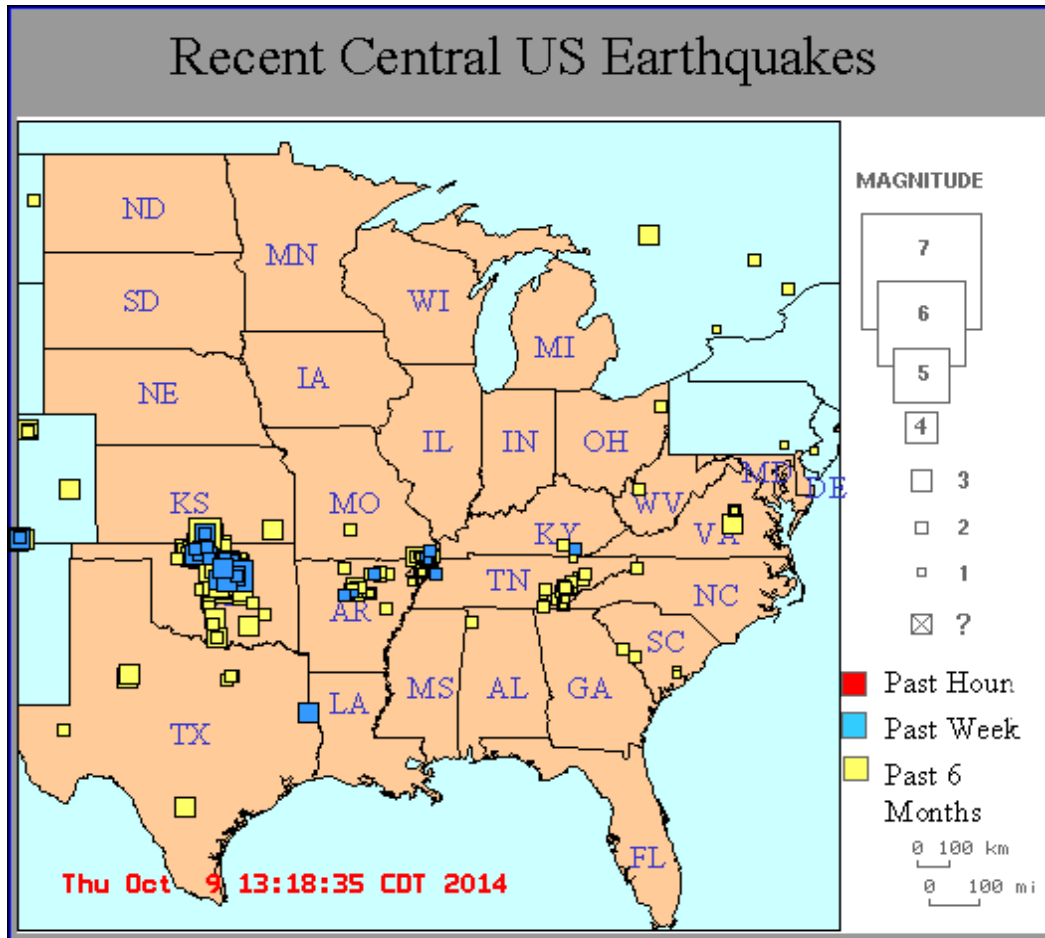 Recent Central US Earthquakes
MAGNITUDE
7
6
5
4
3
2
1
?
ND
MN
SD
WI
MI
NE
IA
IL
IN
OH
MD
DE
WV
KS
MO
KY
VA
TN
NC
AR
SC
MS
AL
GA
LA
TX
FL
Past Houn
Past Week
Past 6
Months
0 100 km
0 100 mi
Thu Oct 9 13:18:35 CDT 2014